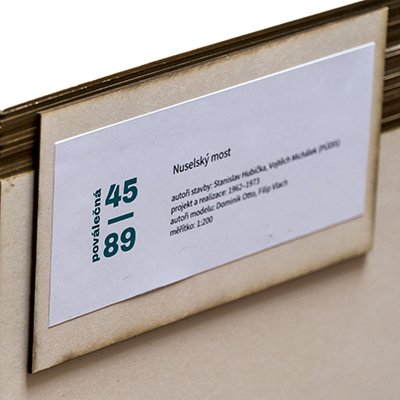 poválečná
45
89
Nuselský most
autoři stavby: Stanislav Hubička, Vojtěch Michálek (PÚDIS)
projekt a realizace: 1962–1973
autoři modelu: Dominik Otto, Filip Vlach
měřítko: 1:200